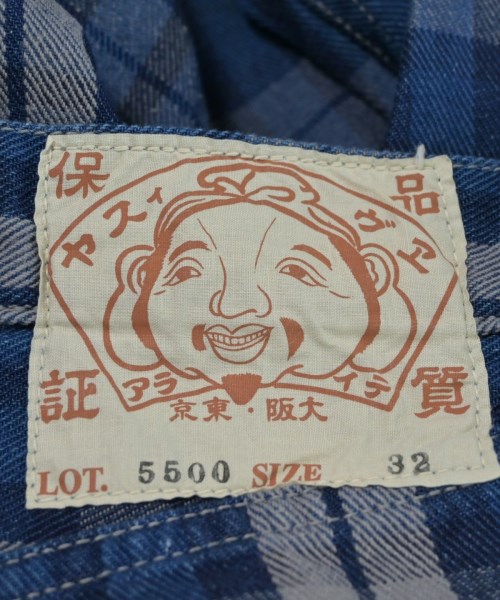 品質
保証
ヱヴィスヤ
テイラア
大阪・東京
LOT. 5500 SIZE 32